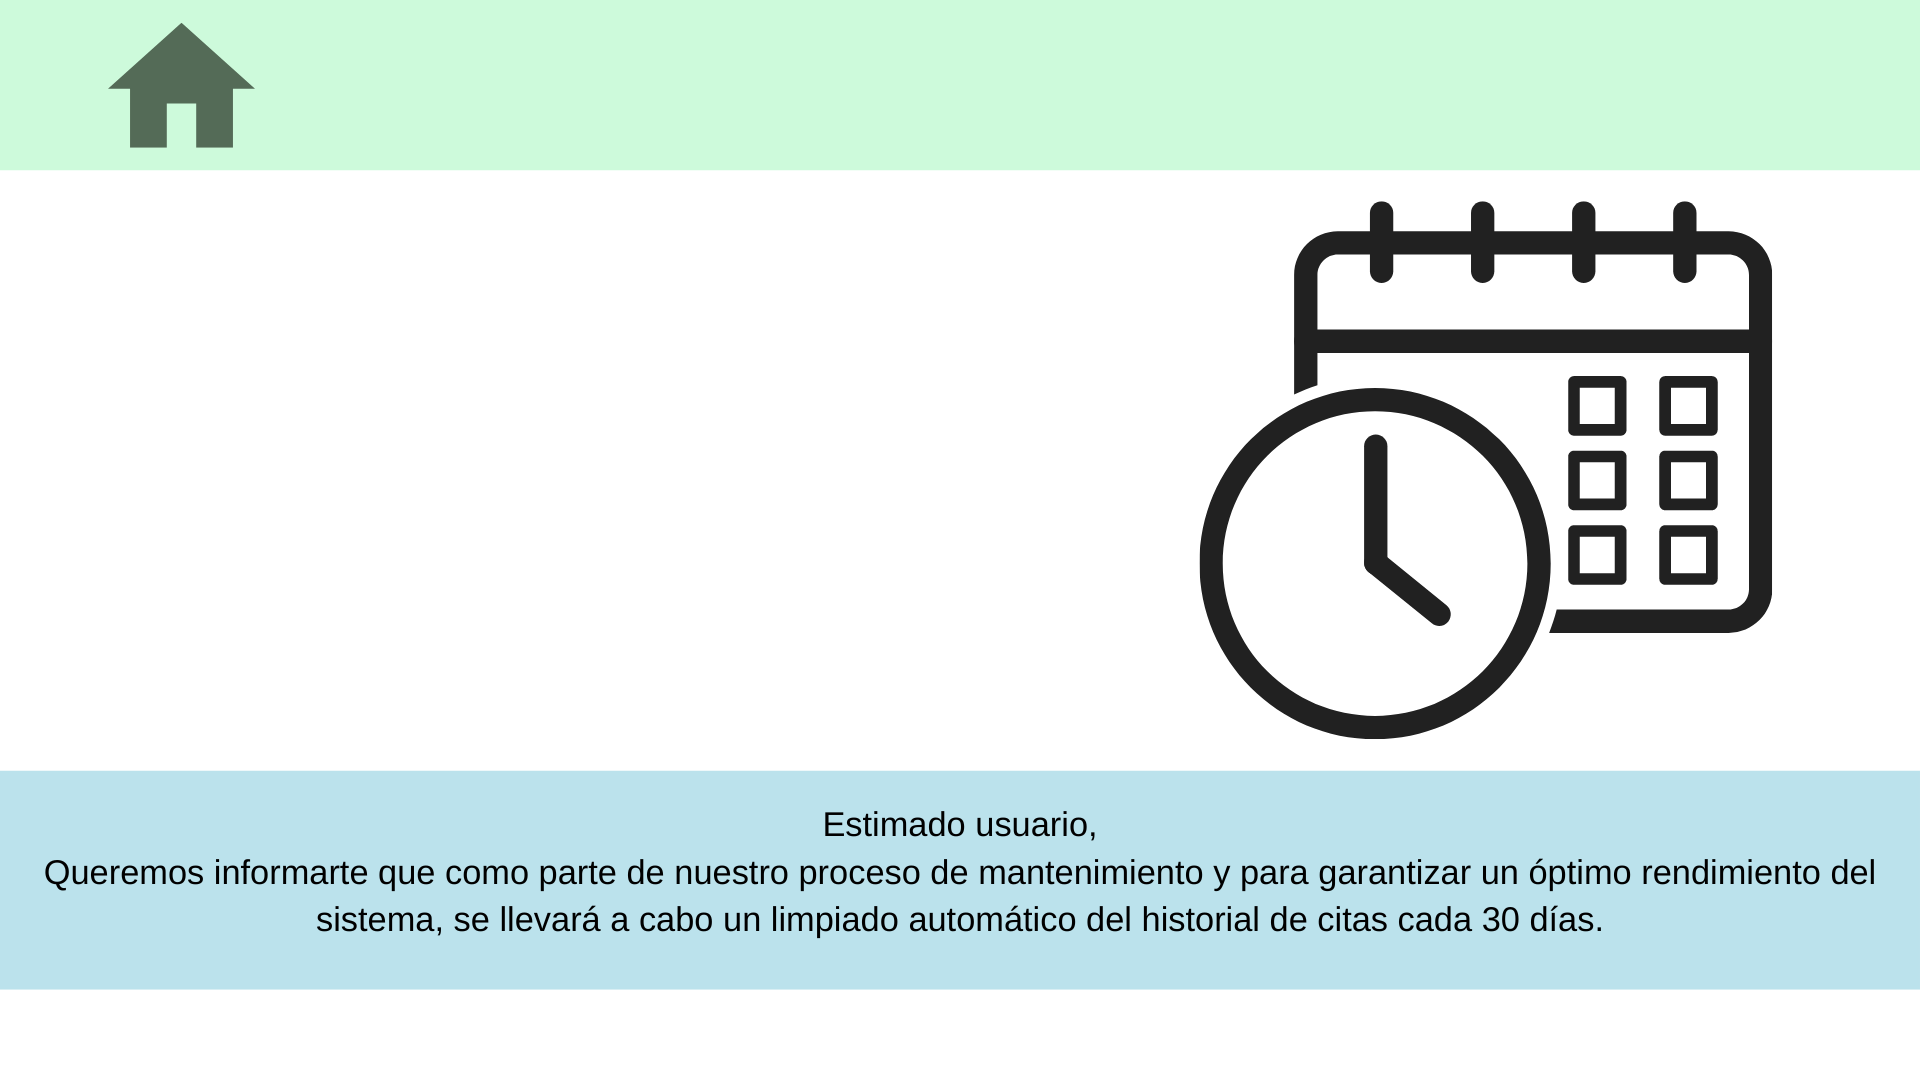 Estimado usuario,
Queremos informarte que como parte de nuestro proceso de mantenimiento y para garantizar un óptimo rendimiento del
sistema, se llevará a cabo un limpiado automático del historial de citas cada 30 días.